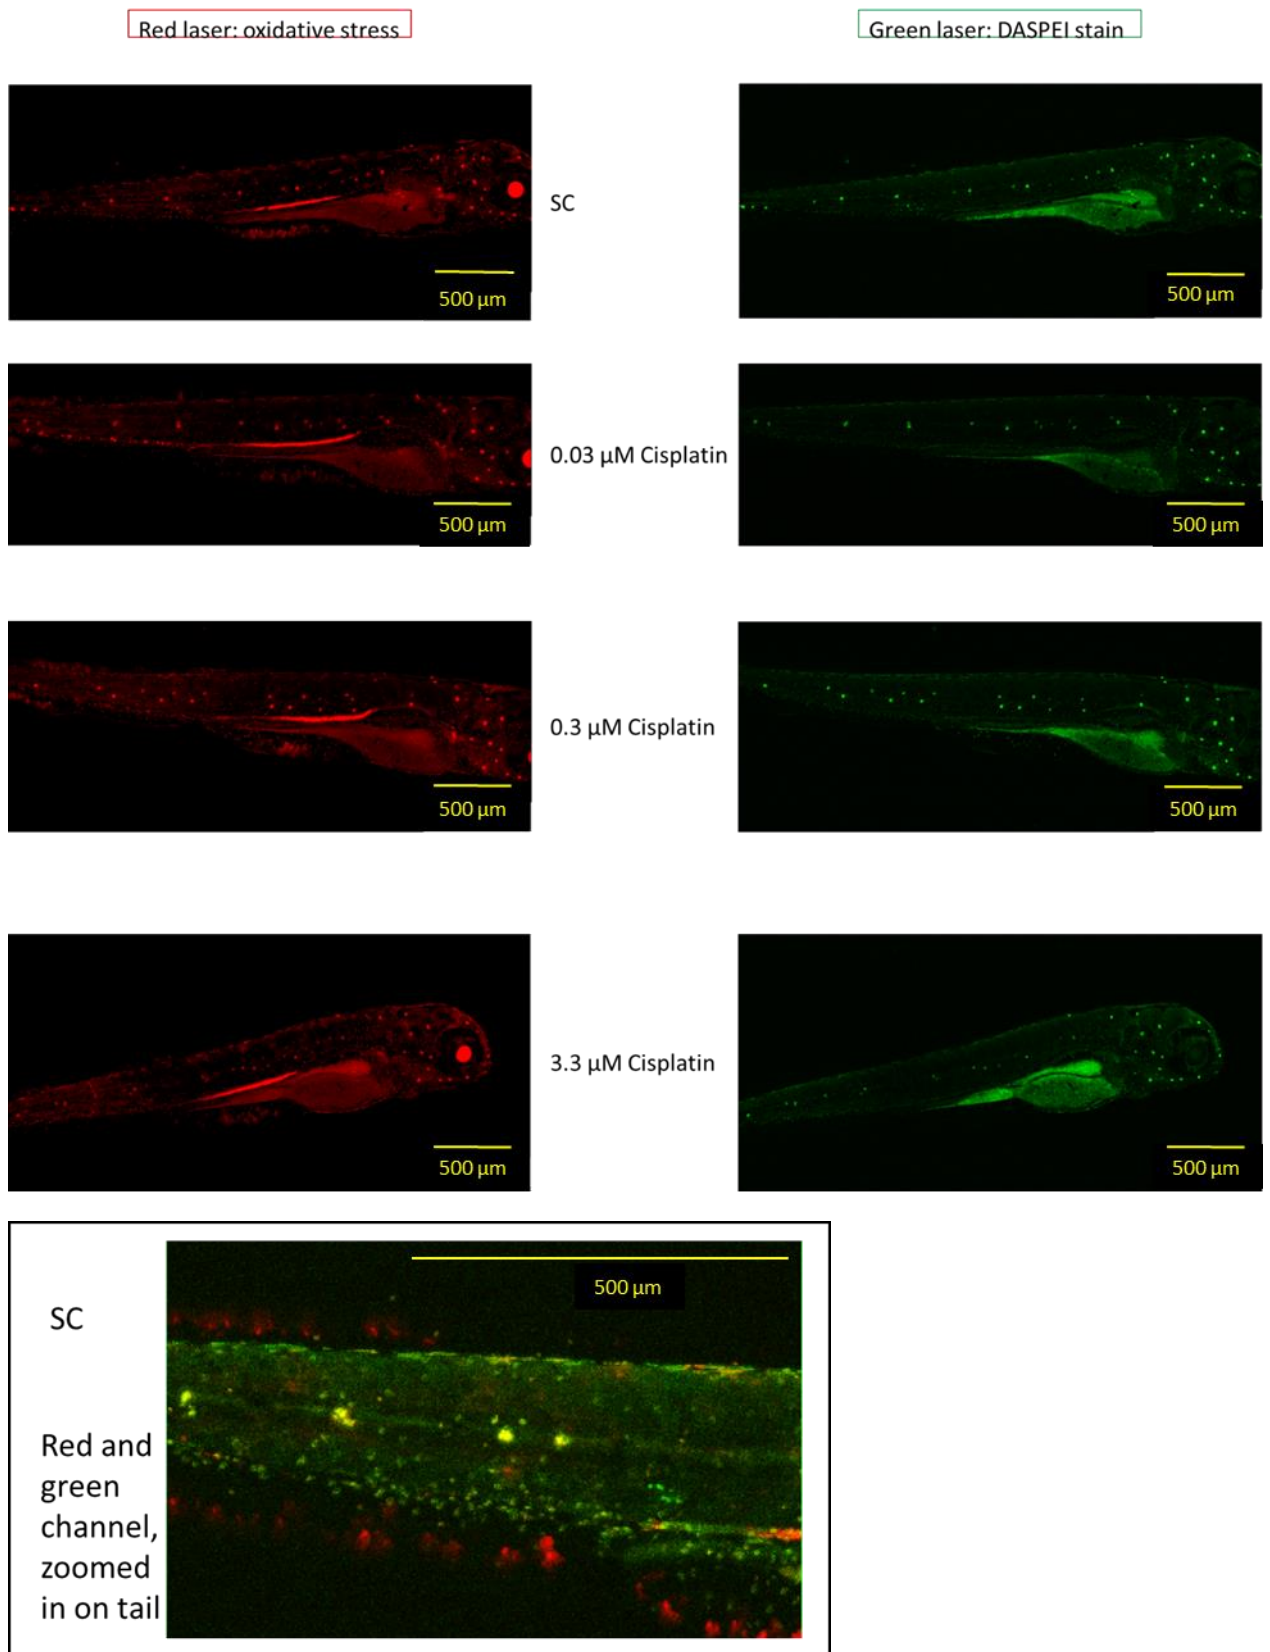 Red laser: oxidative stress
Green laser: DASPEI stain
SC
500 µm
500 µm
0.03 µM Cisplatin
500 µm
500 µm
0.3 µM Cisplatin
500 µm
500 µm
3.3 µM Cisplatin
500 µm
500 µm
500 µm
SC
Red and
green
channel,
zoomed
in on tail